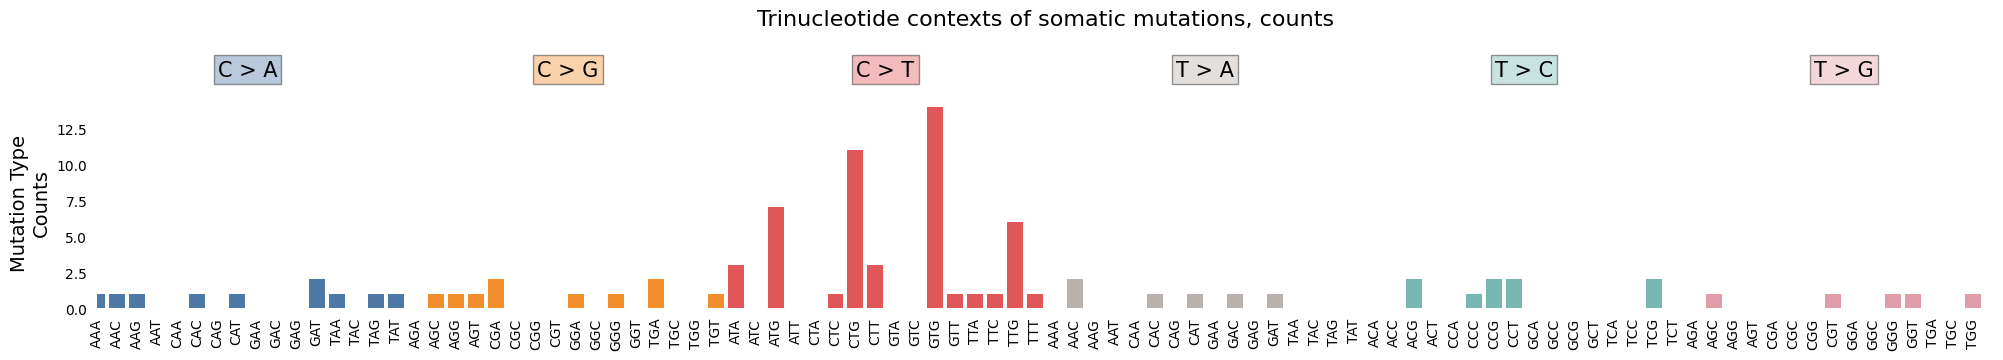 Trinucleotide contexts of somatic mutations, counts
C > A
C > G
C > T
T > A
T > C
T > G
Mutation Type
Counts
12.5
10.0
7.5
5.0
2.5
0.0
AAA AAC AAG AAT CAA CAC CAG CAT GAA GAC GAG GAT TAA TAC TAG TAT AGA AGC AGG AGT CGA CGC CGG CGT GGA GGC GGG GGT TGA TGC TGG TGT ATA ATC ATG ATT CTA CTC CTG CTT GTA GTC GTG GTT TTA TTC TTG TTT AAA AAC AAG AAT CAA CAC CAG CAT GAA GAC GAG GAT TAA TAC TAG TAT ACA ACC ACG ACT CCA CCC CCG CCT GCA GCC GCG GCT TCA TCC TCG TCT AGA AGC AGG AGT CGA CGC CGG CGT GGA GGC GGG GGT TGA TGC TGG